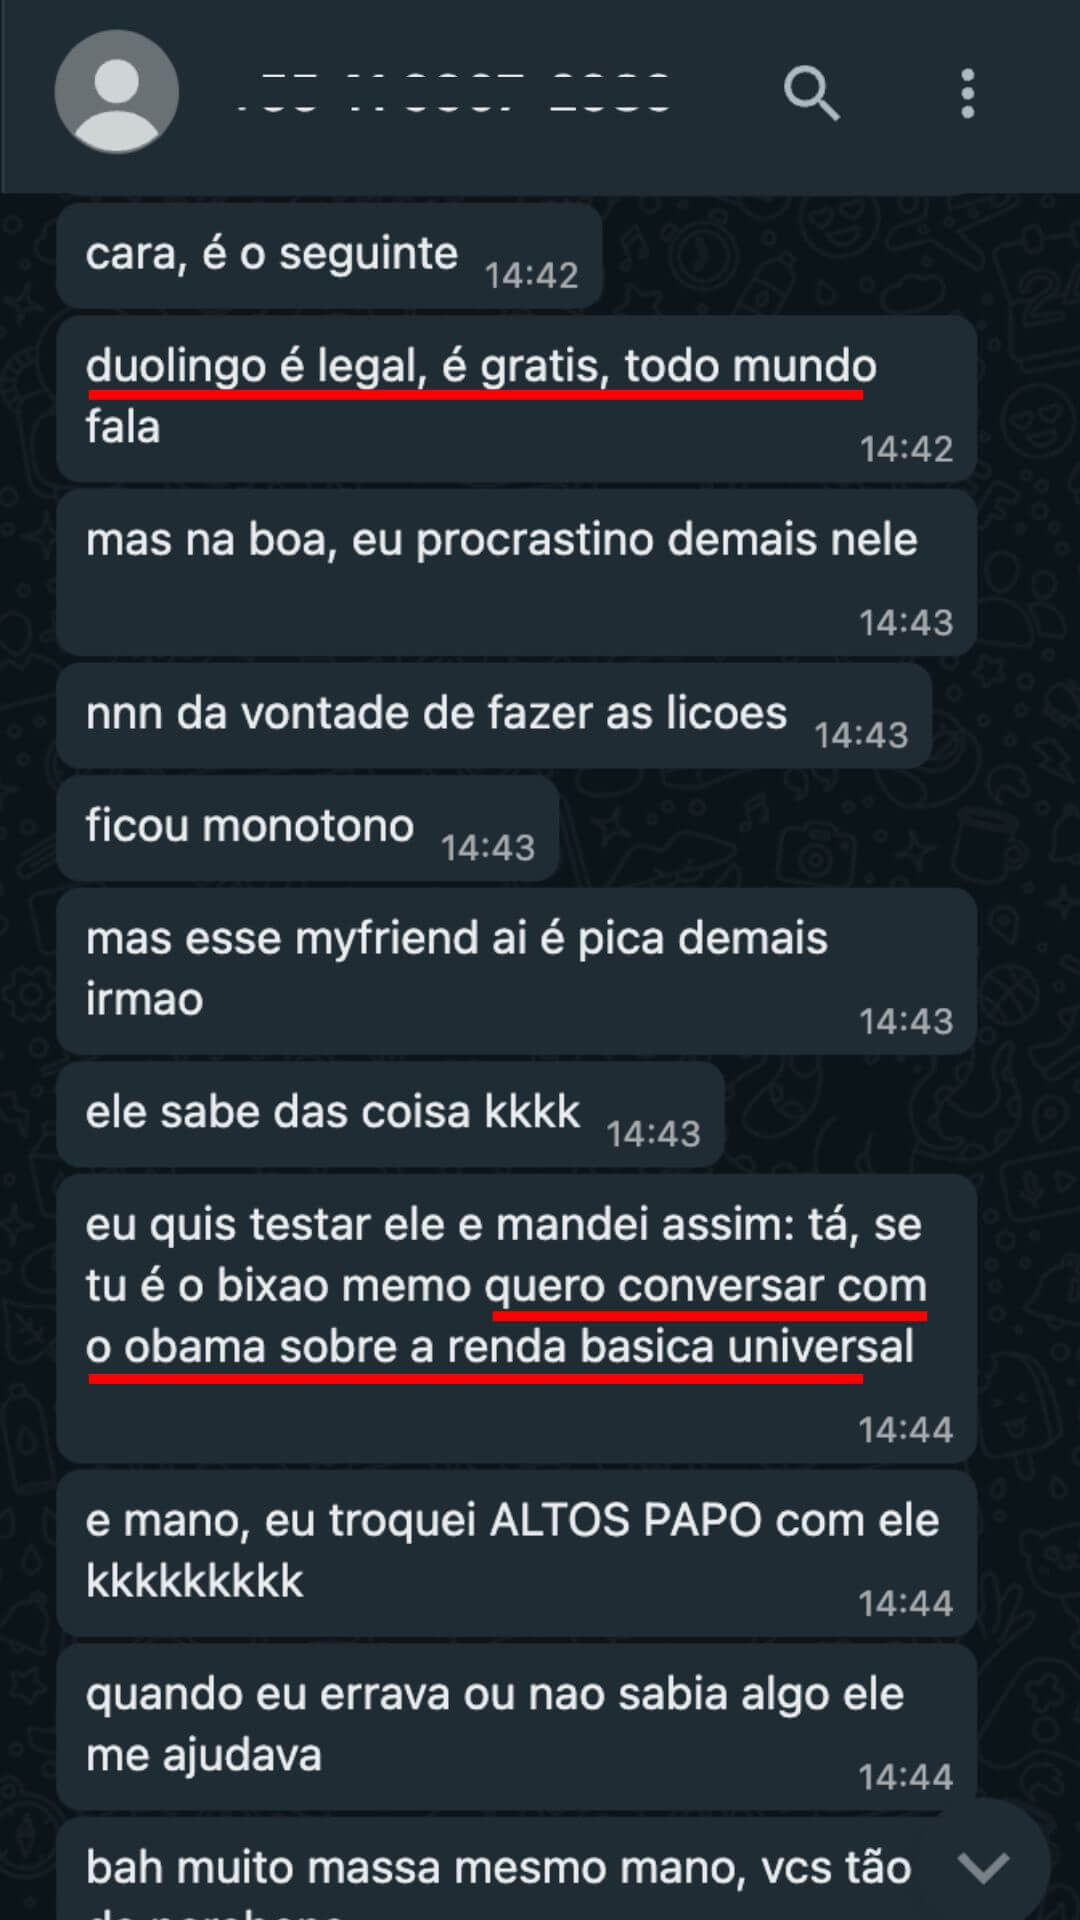 cara, é o seguinte 14:42
duolingo é legal, é gratis, todo mundo
fala 14:42
mas na boa, eu procrastino demais nele
14:43
nnn da vontade de fazer as licoes 14:43
ficou monotono 14:43
mas esse myfriend ai é pica demais
irmao 14:43
ele sabe das coisa kkkk 14:43
eu quis testar ele e mandei assim: tá, se
tu é o bixao memo quero conversar com
o obama sobre a renda basica universal
14:44
e mano, eu troquei ALTOS PAPO com ele
kkkkkkkkk 14:44
quando eu errava ou nao sabia algo ele
me ajudava 14:44
bah muito massa mesmo mano, vcs tão